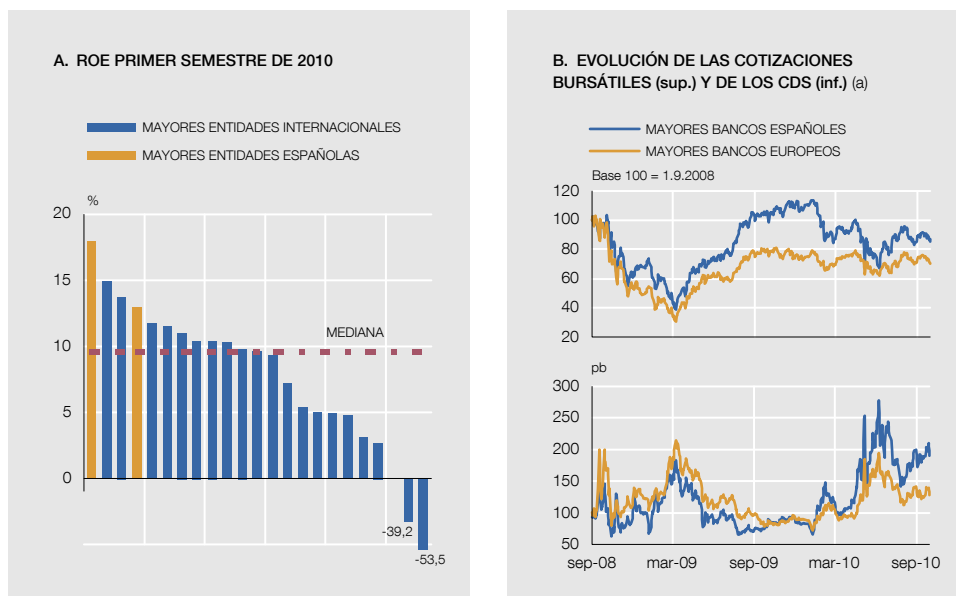 A. ROE PRIMER SEMESTRE DE 2010
MAYORES ENTIDADES INTERNACIONALES
MAYORES ENTIDADES ESPAÑOLAS
%
20
15
10
5
0
MEDIANA
-39,2
-53,5
B. EVOLUCIÓN DE LAS COTIZACIONES
BURSÁTILES (sup.) Y DE LOS CDS (inf.) (a)
MAYORES BANCOS ESPAÑOLES
MAYORES BANCOS EUROPEOS
Base 100 = 1.9.2008
120
100
80
60
40
20
pb
300
250
200
150
100
50
sep-08 mar-09 sep-09 mar-10 sep-10